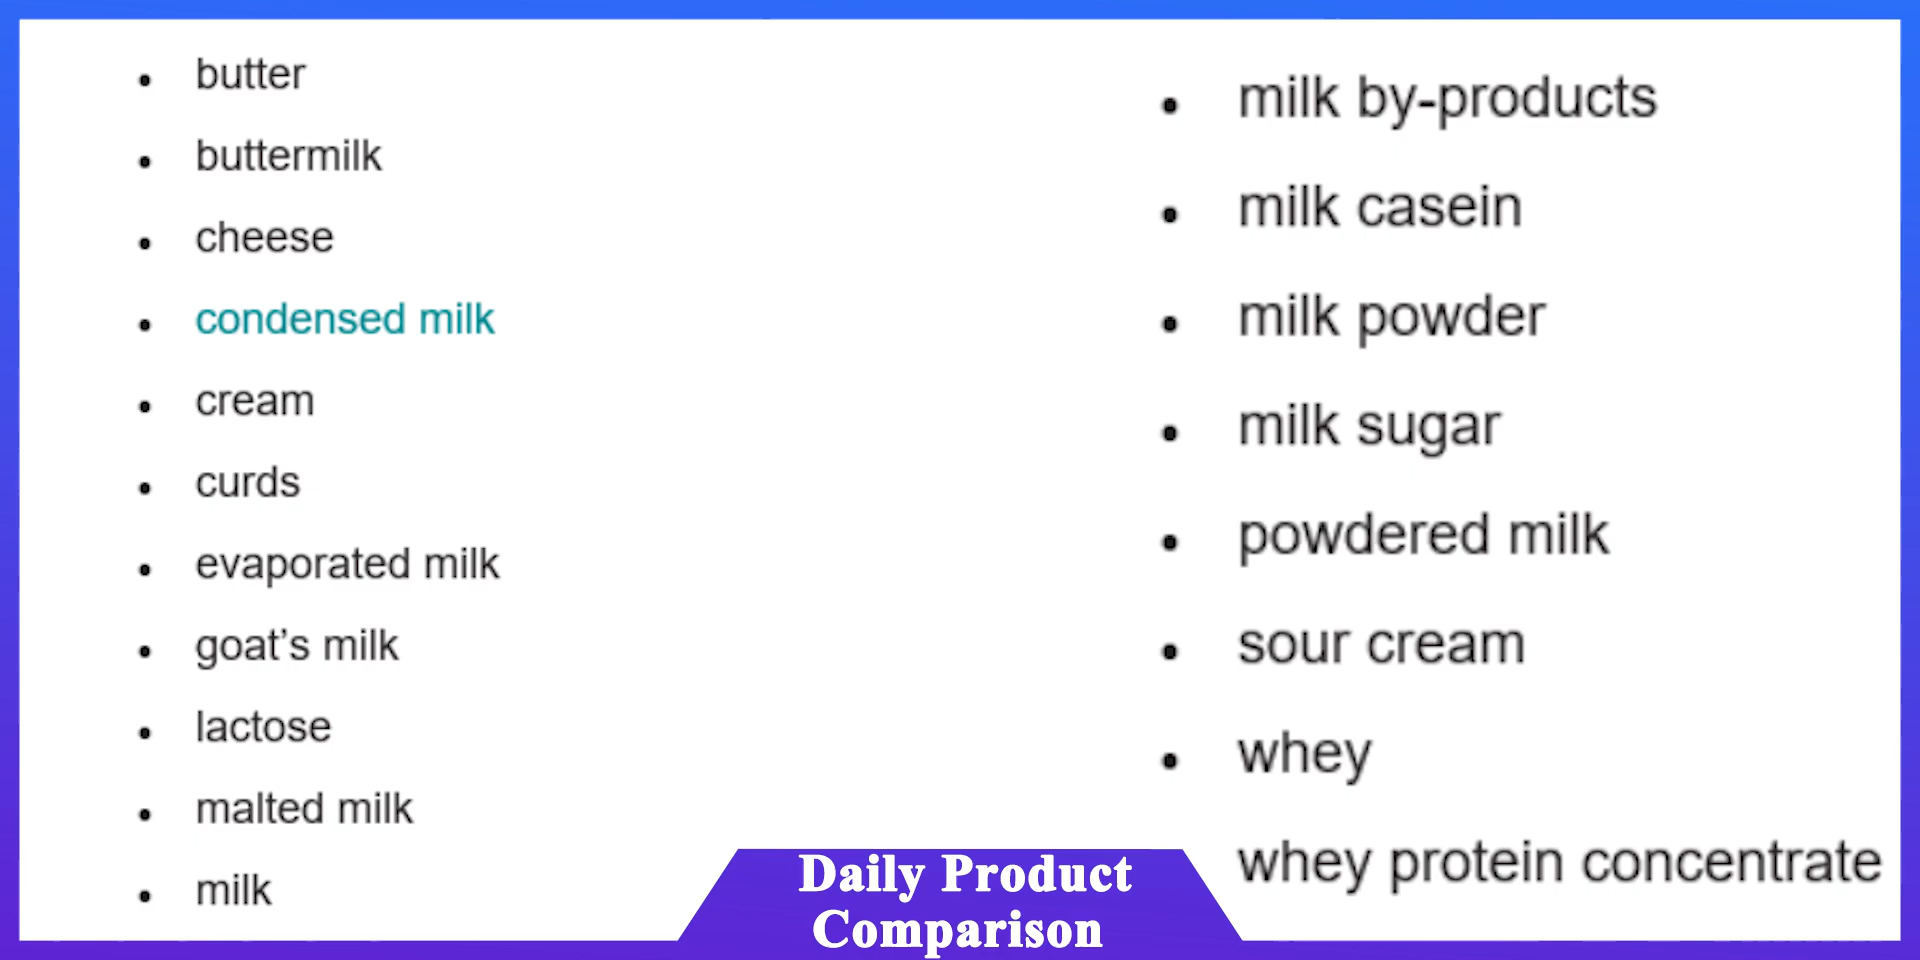 butter
buttermilk
cheese
condensed milk
cream
curds
evaporated milk
goat’s milk
lactose
malted milk
milk
milk by-products
milk casein
milk powder
milk sugar
powdered milk
sour cream
whey
whey protein concentrate
Daily Product
Comparison